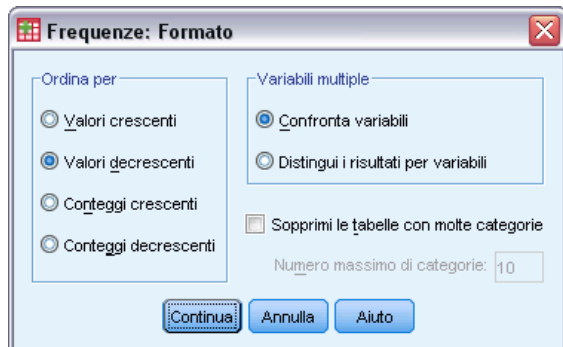 Frequenze: Formato
Ordina per
Valori crescenti
Valori decrescenti
Conteggi crescenti
Conteggi decrescenti
Variabili multiple
Confronta variabili
Distingui i risultati per variabili
Sopprimi le tabelle con molte categorie
Numero massimo di categorie: 10
Continua Annulla Aiuto